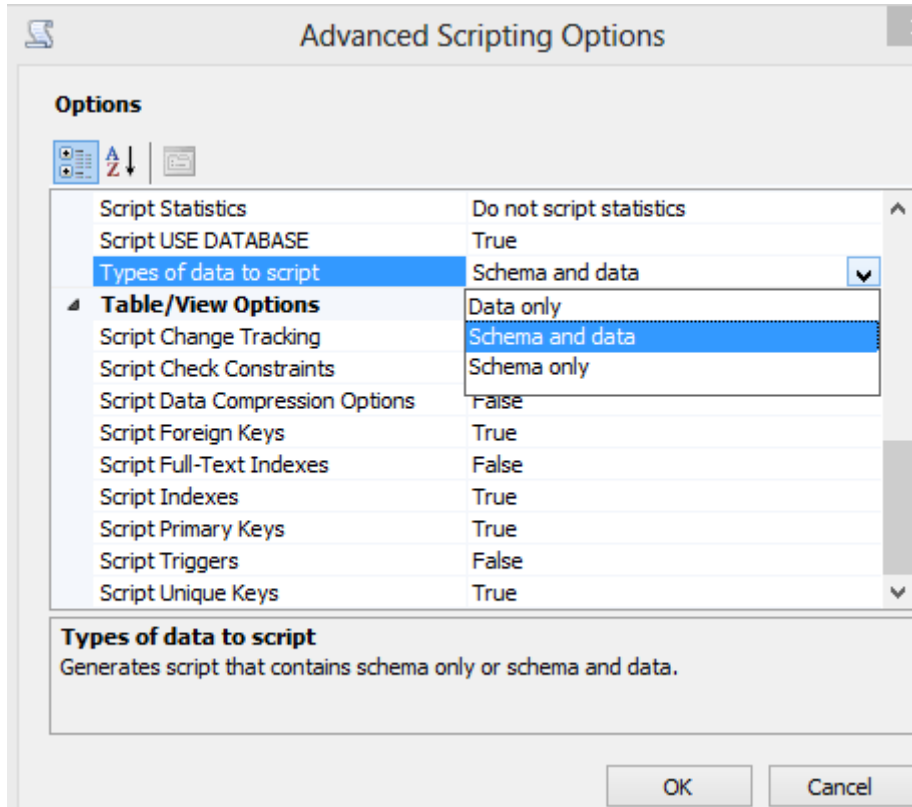 Advanced Scripting Options
Options
A
Z
Script Statistics Do not script statistics
Script USE DATABASE True
Types of data to script Schema and data
Table/View Options Data only
Script Change Tracking Schema and data
Script Check Constraints Schema only
Script Data Compression Options False
Script Foreign Keys True
Script Full-Text Indexes False
Script Indexes True
Script Primary Keys True
Script Triggers False
Script Unique Keys True
Types of data to script
Generates script that contains schema only or schema and data.
OK Cancel